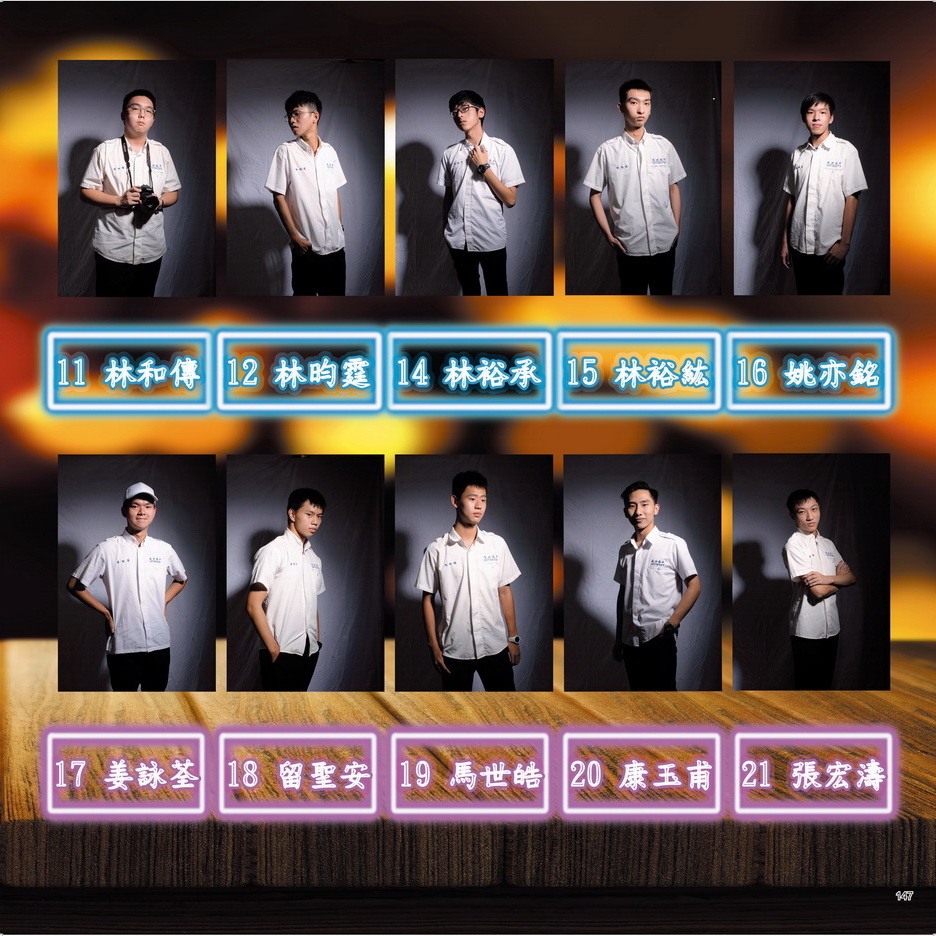 11 林和傳
12 林昀霆
14 林裕承
15 林裕紘
16 姚亦銘
17 姜詠荃
18 留聖安
19 馬世皓
20 康玉甫
21 張宏濤
147